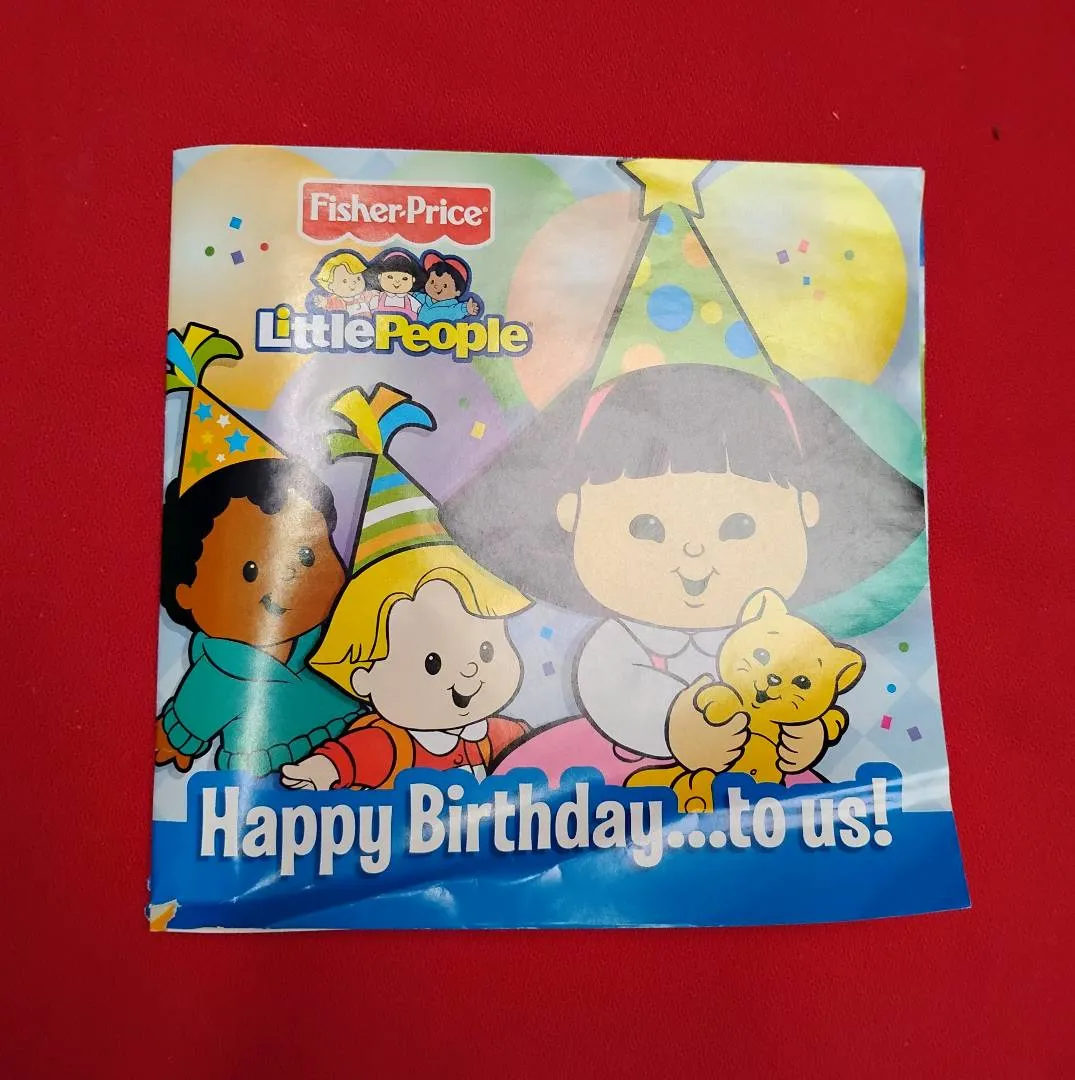 Fisher-Price
LittlePeople
Happy Birthday...to us!